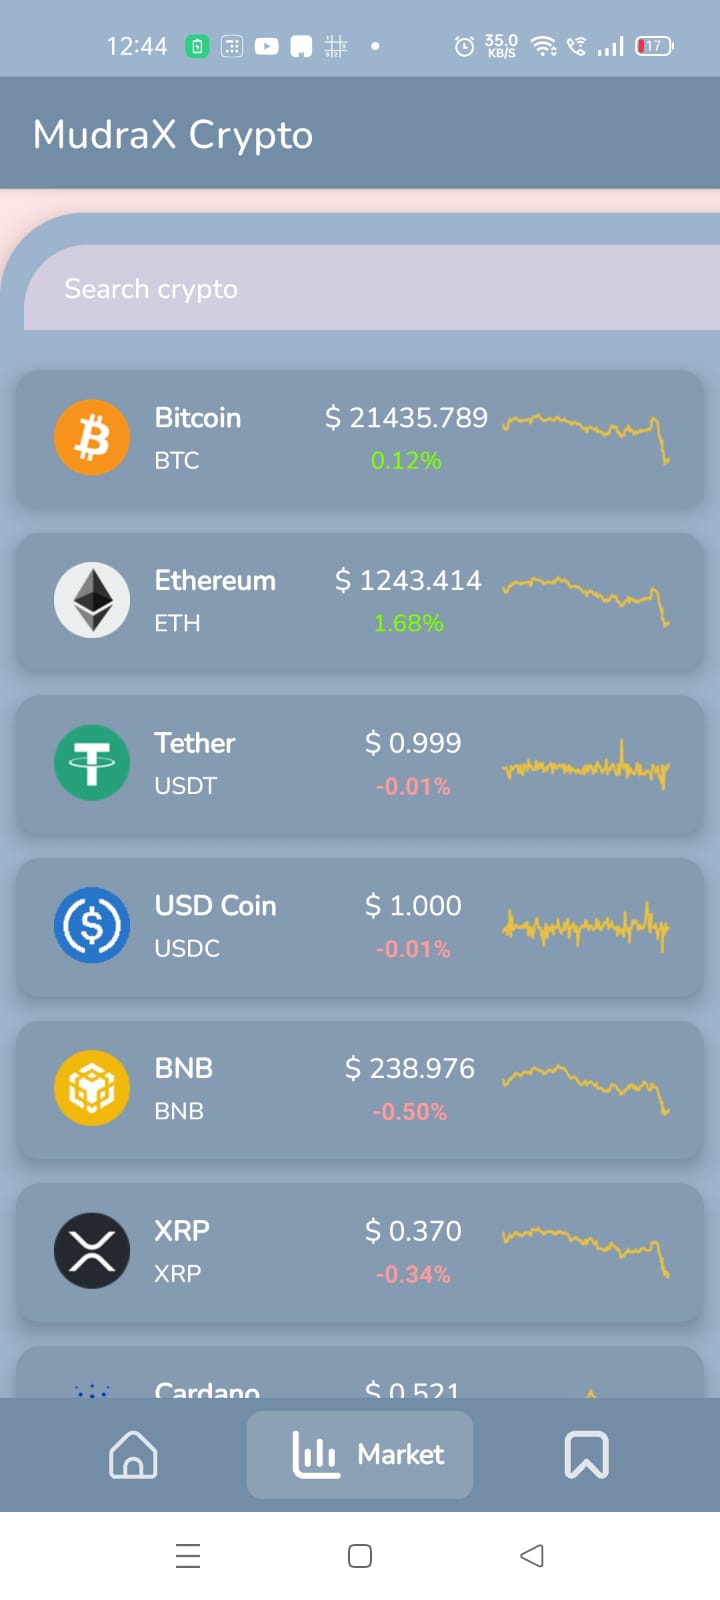 12:44 35.0 KB/S 17
MudraX Crypto
Search crypto
Bitcoin $ 21435.789
BTC 0.12%
Ethereum $ 1243.414
ETH 1.68%
Tether $ 0.999
USDT -0.01%
USD Coin $ 1.000
USDC -0.01%
BNB $ 238.976
BNB -0.50%
XRP $ 0.370
XRP -0.34%
Cardano $ 0.521
Market